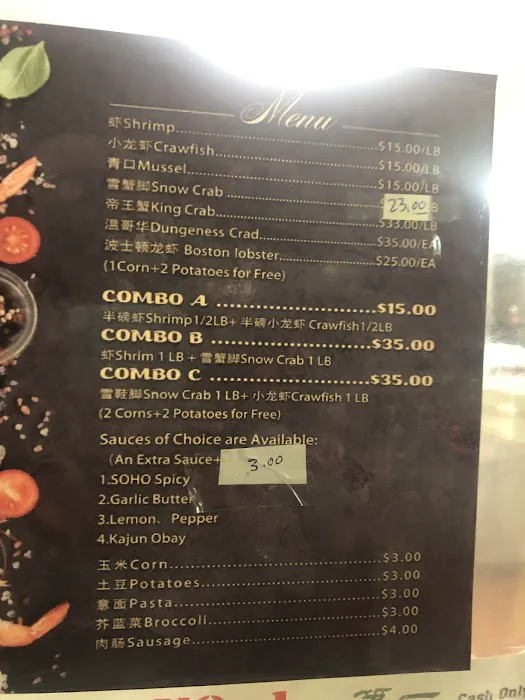 Menu
虾Shrimp...........$15.00/LB
小龙虾Crawfish...........$15.00/LB
青口Mussel...........$15.00/LB
雪蟹脚Snow Crab...........$23.00B
帝王蟹King Crab...........$33.00/LB
温哥华Dungeness Crad...........$35.00/EA
波士顿龙虾 Boston lobster...........$25.00/EA
(1Corn+2 Potatoes for Free)
COMBO A ...........$15.00
半磅虾Shrimp1/2LB+ 半磅小龙虾 Crawfish1/2LB
COMBO B ...........$35.00
虾Shrim 1 LB + 雪蟹脚Snow Crab 1 LB
COMBO C ...........$35.00
雪鞋脚Snow Crab 1 LB+ 小龙虾Crawfish 1 LB
(2 Corns+2 Potatoes for Free)
Sauces of Choice are Available:
(An Extra Sauce+ 3.00
1.SOHO Spicy
2.Garlic Butter
3.Lemon、Pepper
4.Kajun Obay
玉米Corn...........$3.00
土豆Potatoes...........$3.00
意面Pasta...........$3.00
芥蓝菜Broccoli...........$3.00
肉肠Sausage...........$4.00
Cash Only